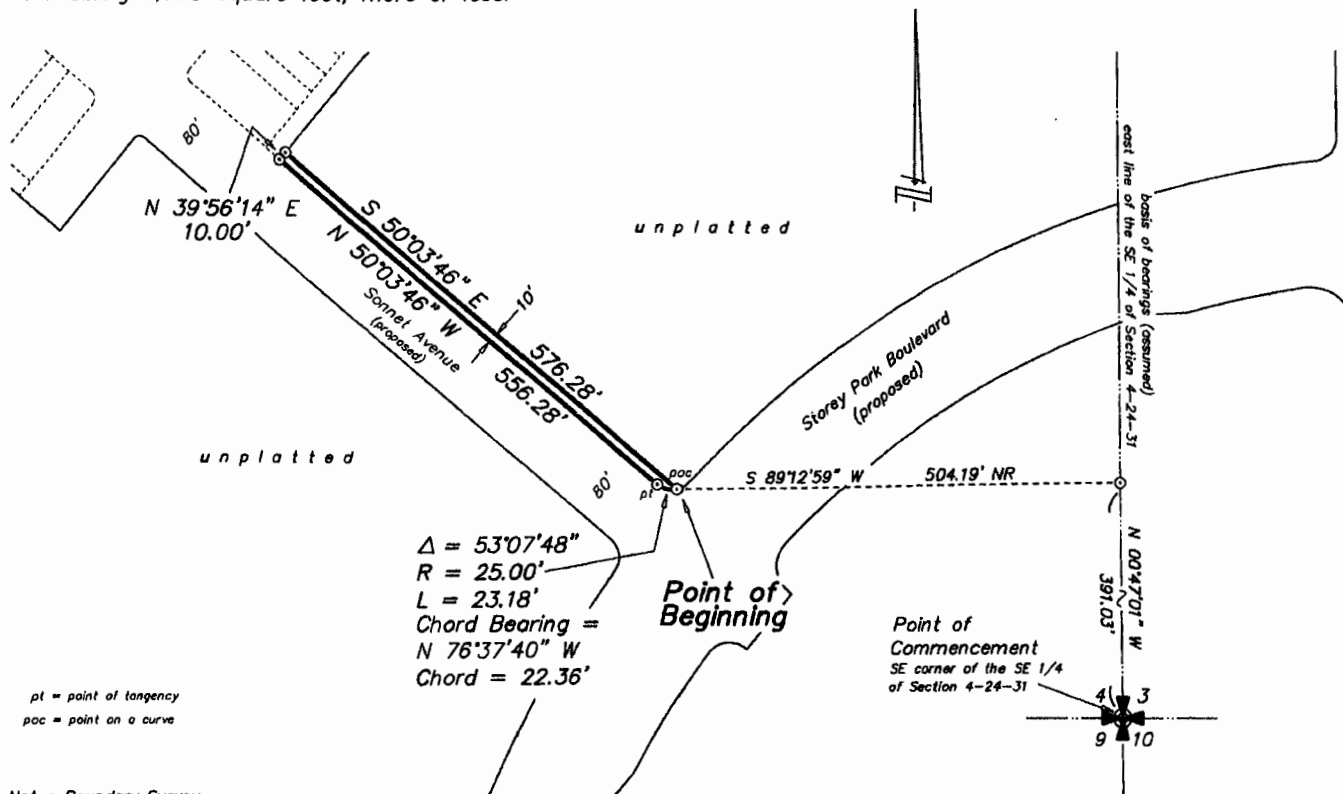 80'
N 39°56'14" E
10.00'
S 50°03'46" E
576.28'
N 50°03'46" W
556.28'
10'
Sonnet Avenue
(proposed)
unplatted
unplatted
80'
pt
poc
Storey Park Boulevard
(proposed)
basis of bearings (assumed)
east line of the SE 1/4 of Section 4-24-31
S 89°12'59" W
504.19' NR
N 00°47'01" W
391.03'
Δ = 53°07'48"
R = 25.00'
L = 23.18'
Chord Bearing =
N 76°37'40" W
Chord = 22.36'
Point of
Beginning
Point of
Commencement
SE corner of the SE 1/4
of Section 4-24-31
4
3
9
10
pt = point of tangency
poc = point on a curve